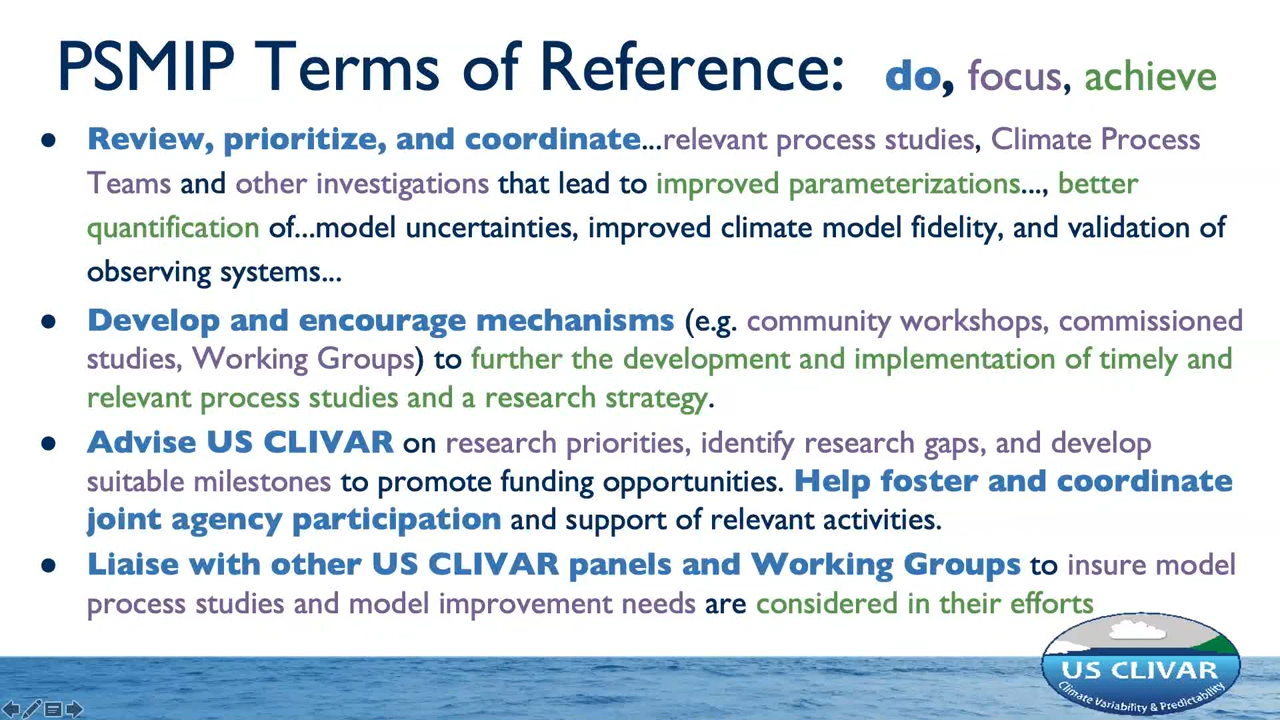 PSMIP Terms of Reference: do, focus, achieve
● Review, prioritize, and coordinate...relevant process studies, Climate Process
Teams and other investigations that lead to improved parameterizations..., better
quantification of...model uncertainties, improved climate model fidelity, and validation of
observing systems...
● Develop and encourage mechanisms (e.g. community workshops, commissioned
studies, Working Groups) to further the development and implementation of timely and
relevant process studies and a research strategy.
● Advise US CLIVAR on research priorities, identify research gaps, and develop
suitable milestones to promote funding opportunities. Help foster and coordinate
joint agency participation and support of relevant activities.
● Liaise with other US CLIVAR panels and Working Groups to insure model
process studies and model improvement needs are considered in their efforts
US CLIVAR
Climate Variability & Predictability